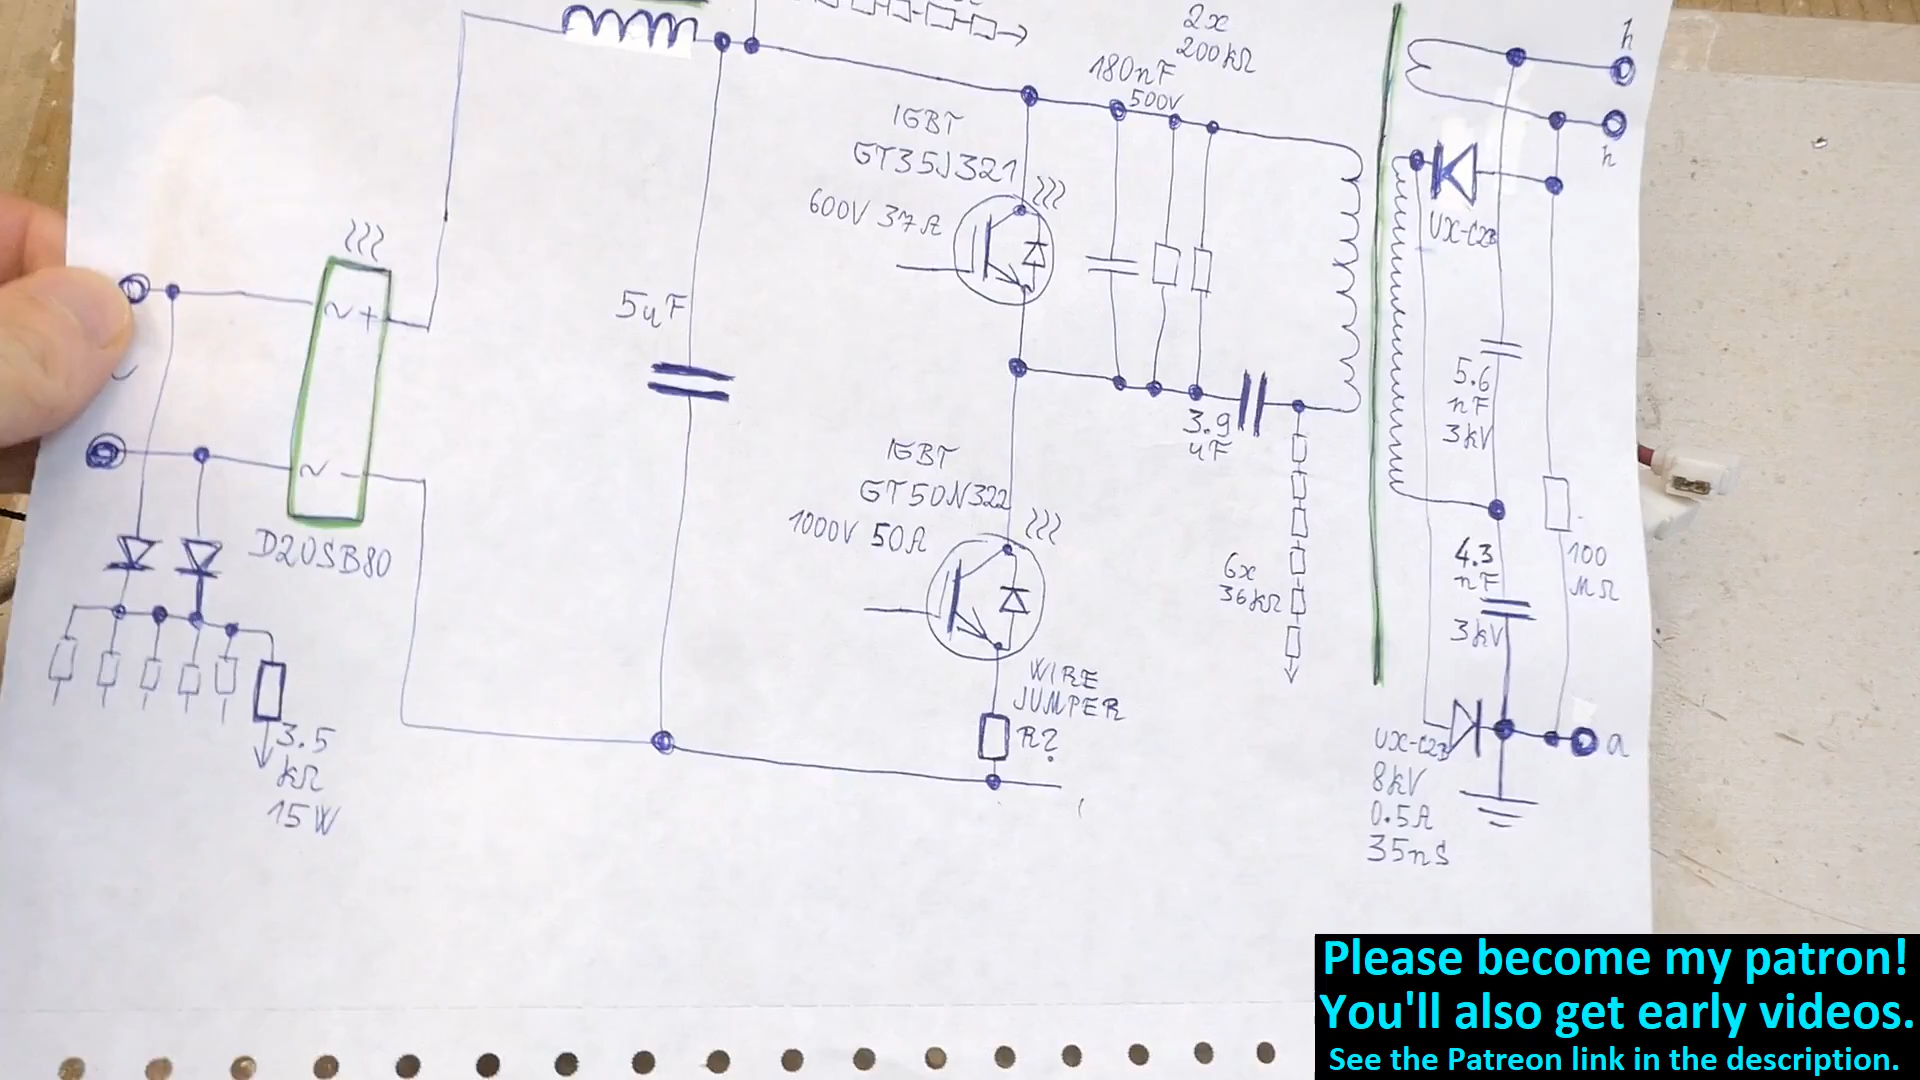 2x
200kΩ
180nF
500V
h
h
IGBT
GT35J321
600V 37A
UX-C2B
~ +
~ -
5uF
5.6
nF
3kV
3.9
uF
IGBT
GT50N322
1000V 50A
D20SB80
6x
36kΩ
4.3
nF
3kV
100
MΩ
WIRE
JUMPER
R?
3.5
kΩ
15W
UX-C2B
8kV
0.5A
35nS
a
Please become my patron!
You'll also get early videos.
See the Patreon link in the description.